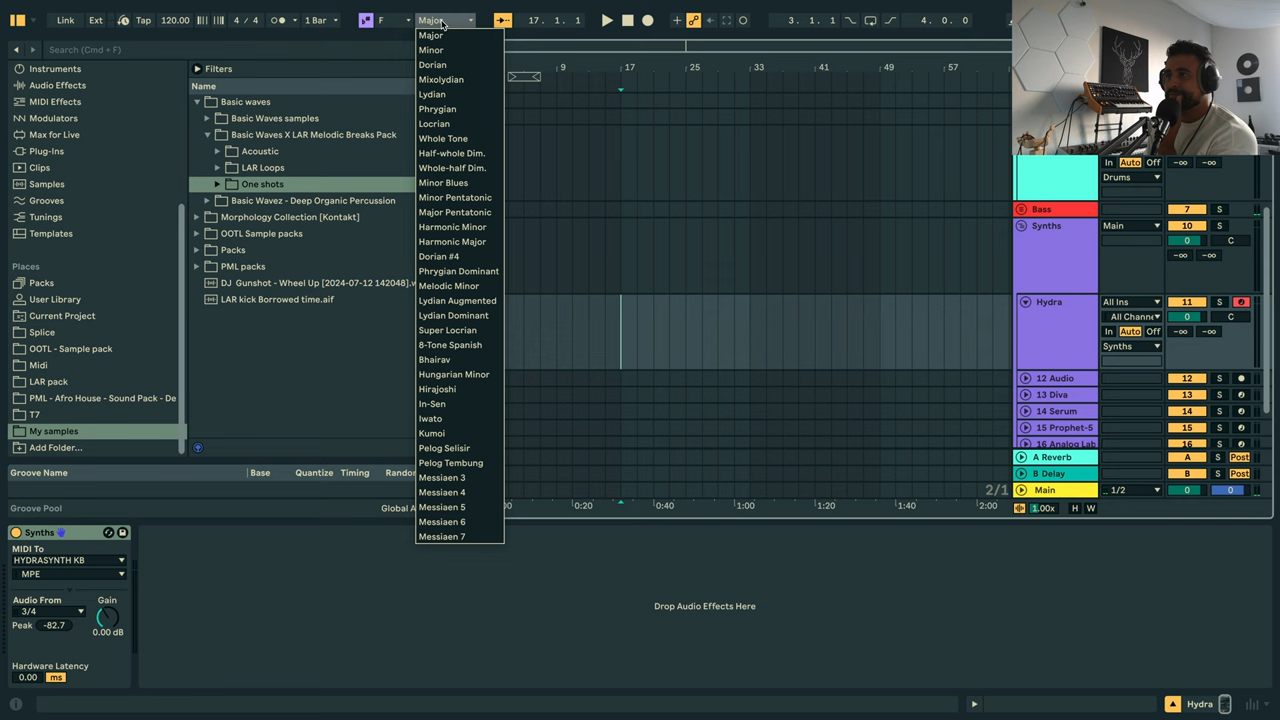 Link Ext Tap 120.00 4 / 4 1 Bar F Major 17. 1. 1 3. 1. 1 4. 0. 0
Search (Cmd + F)
Instruments
Audio Effects
MIDI Effects
Modulators
Max for Live
Plug-Ins
Clips
Samples
Grooves
Tunings
Templates
Places
Packs
User Library
Current Project
Splice
OOTL - Sample pack
Midi
LAR pack
PML - Afro House - Sound Pack - De
T7
My samples
Add Folder...
Filters
Name
Basic waves
Basic Waves samples
Basic Waves X LAR Melodic Breaks Pack
Acoustic
LAR Loops
One shots
Basic Wavez - Deep Organic Percussion
Morphology Collection [Kontakt]
OOTL Sample packs
Packs
PML packs
DJ Gunshot - Wheel Up [2024-07-12 142048].w
LAR kick Borrowed time.aif
Major
Minor
Dorian
Mixolydian
Lydian
Phrygian
Locrian
Whole Tone
Half-whole Dim.
Whole-half Dim.
Minor Blues
Minor Pentatonic
Major Pentatonic
Harmonic Minor
Harmonic Major
Dorian #4
Phrygian Dominant
Melodic Minor
Lydian Augmented
Lydian Dominant
Super Locrian
8-Tone Spanish
Bhairav
Hungarian Minor
Hirajoshi
In-Sen
Iwato
Kumoi
Pelog Selisir
Pelog Tembung
Messiaen 3
Messiaen 4
Messiaen 5
Messiaen 6
Messiaen 7
9 17 25 33 41 49 57
In Auto Off -∞ -∞
Drums
Bass 7 S
Synths Main 10 S
0 C
-∞ -∞
Hydra All Ins 11 S
All Channe 0 C
In Auto Off -∞ -∞
Synths
12 Audio 12 S
13 Diva 13 S
14 Serum 14 S
15 Prophet-5 15 S
16 Analog Lab 16 S
A Reverb A S Post
B Delay B S Post
Main 1/2 0 0
2/1
0:20 0:40 1:00 1:20 1:40 2:00
1.00x H W
Groove Name Base Quantize Timing Random
Groove Pool Global A
Synths
MIDI To
HYDRASYNTH KB
MPE
Audio From Gain
3/4
Peak -82.7 0.00 dB
Hardware Latency
0.00 ms
Drop Audio Effects Here
Hydra